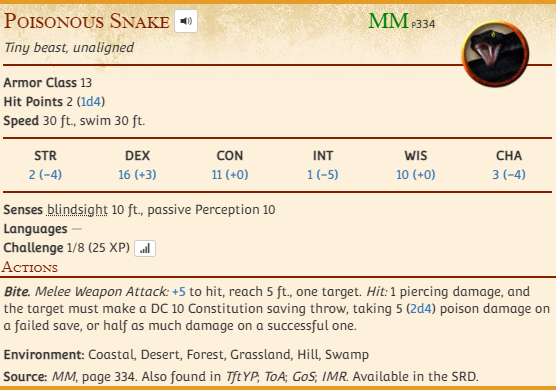 Poisonous Snake MM P334
Tiny beast, unaligned
Armor Class 13
Hit Points 2 (1d4)
Speed 30 ft., swim 30 ft.
STR DEX CON INT WIS CHA
2 (−4) 16 (+3) 11 (+0) 1 (−5) 10 (+0) 3 (−4)
Senses blindsight 10 ft., passive Perception 10
Languages —
Challenge 1/8 (25 XP)
Actions
Bite. Melee Weapon Attack: +5 to hit, reach 5 ft., one target. Hit: 1 piercing damage, and
the target must make a DC 10 Constitution saving throw, taking 5 (2d4) poison damage on
a failed save, or half as much damage on a successful one.
Environment: Coastal, Desert, Forest, Grassland, Hill, Swamp
Source: MM, page 334. Also found in TftYP; ToA; GoS; IMR. Available in the SRD.